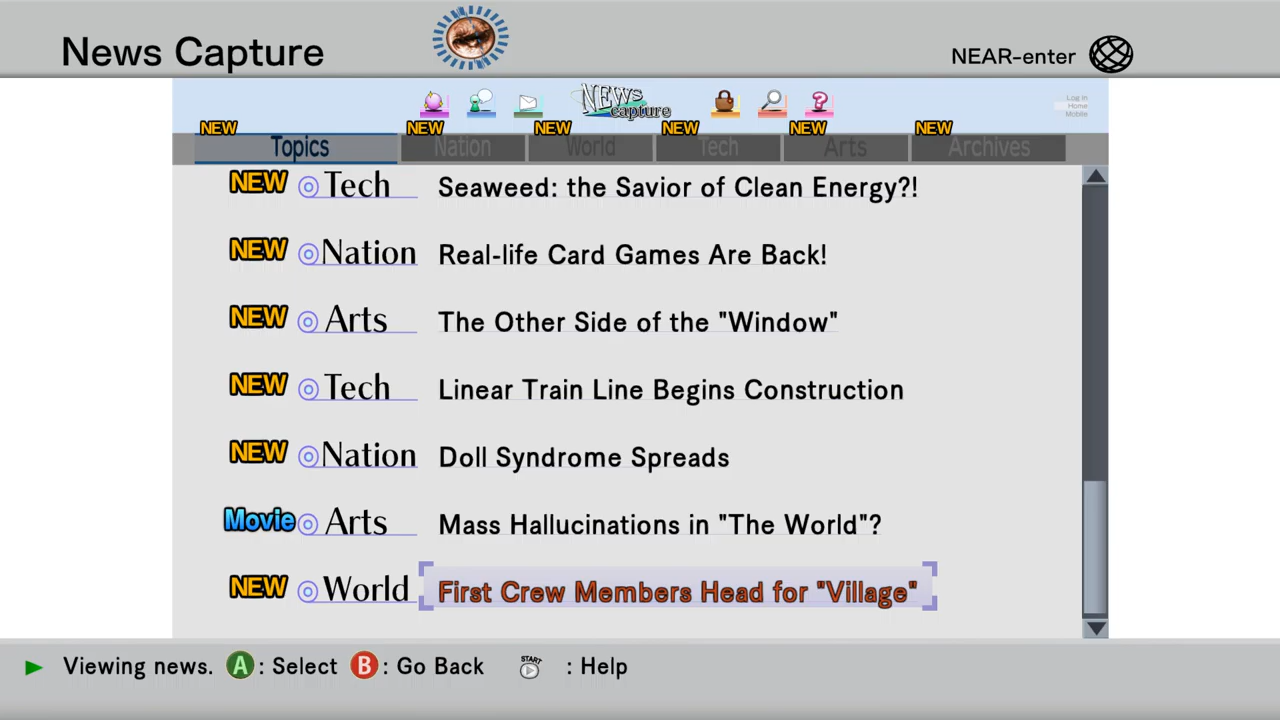 News Capture
NEAR-enter
NEWS
capture
Log in
Home
Mobile
NEW NEW NEW NEW NEW NEW
Topics Nation World Tech Arts Archives
NEW Tech Seaweed: the Savior of Clean Energy?!
NEW Nation Real-life Card Games Are Back!
NEW Arts The Other Side of the "Window"
NEW Tech Linear Train Line Begins Construction
NEW Nation Doll Syndrome Spreads
Movie Arts Mass Hallucinations in "The World"?
NEW World First Crew Members Head for "Village"
Viewing news. A : Select B : Go Back START : Help